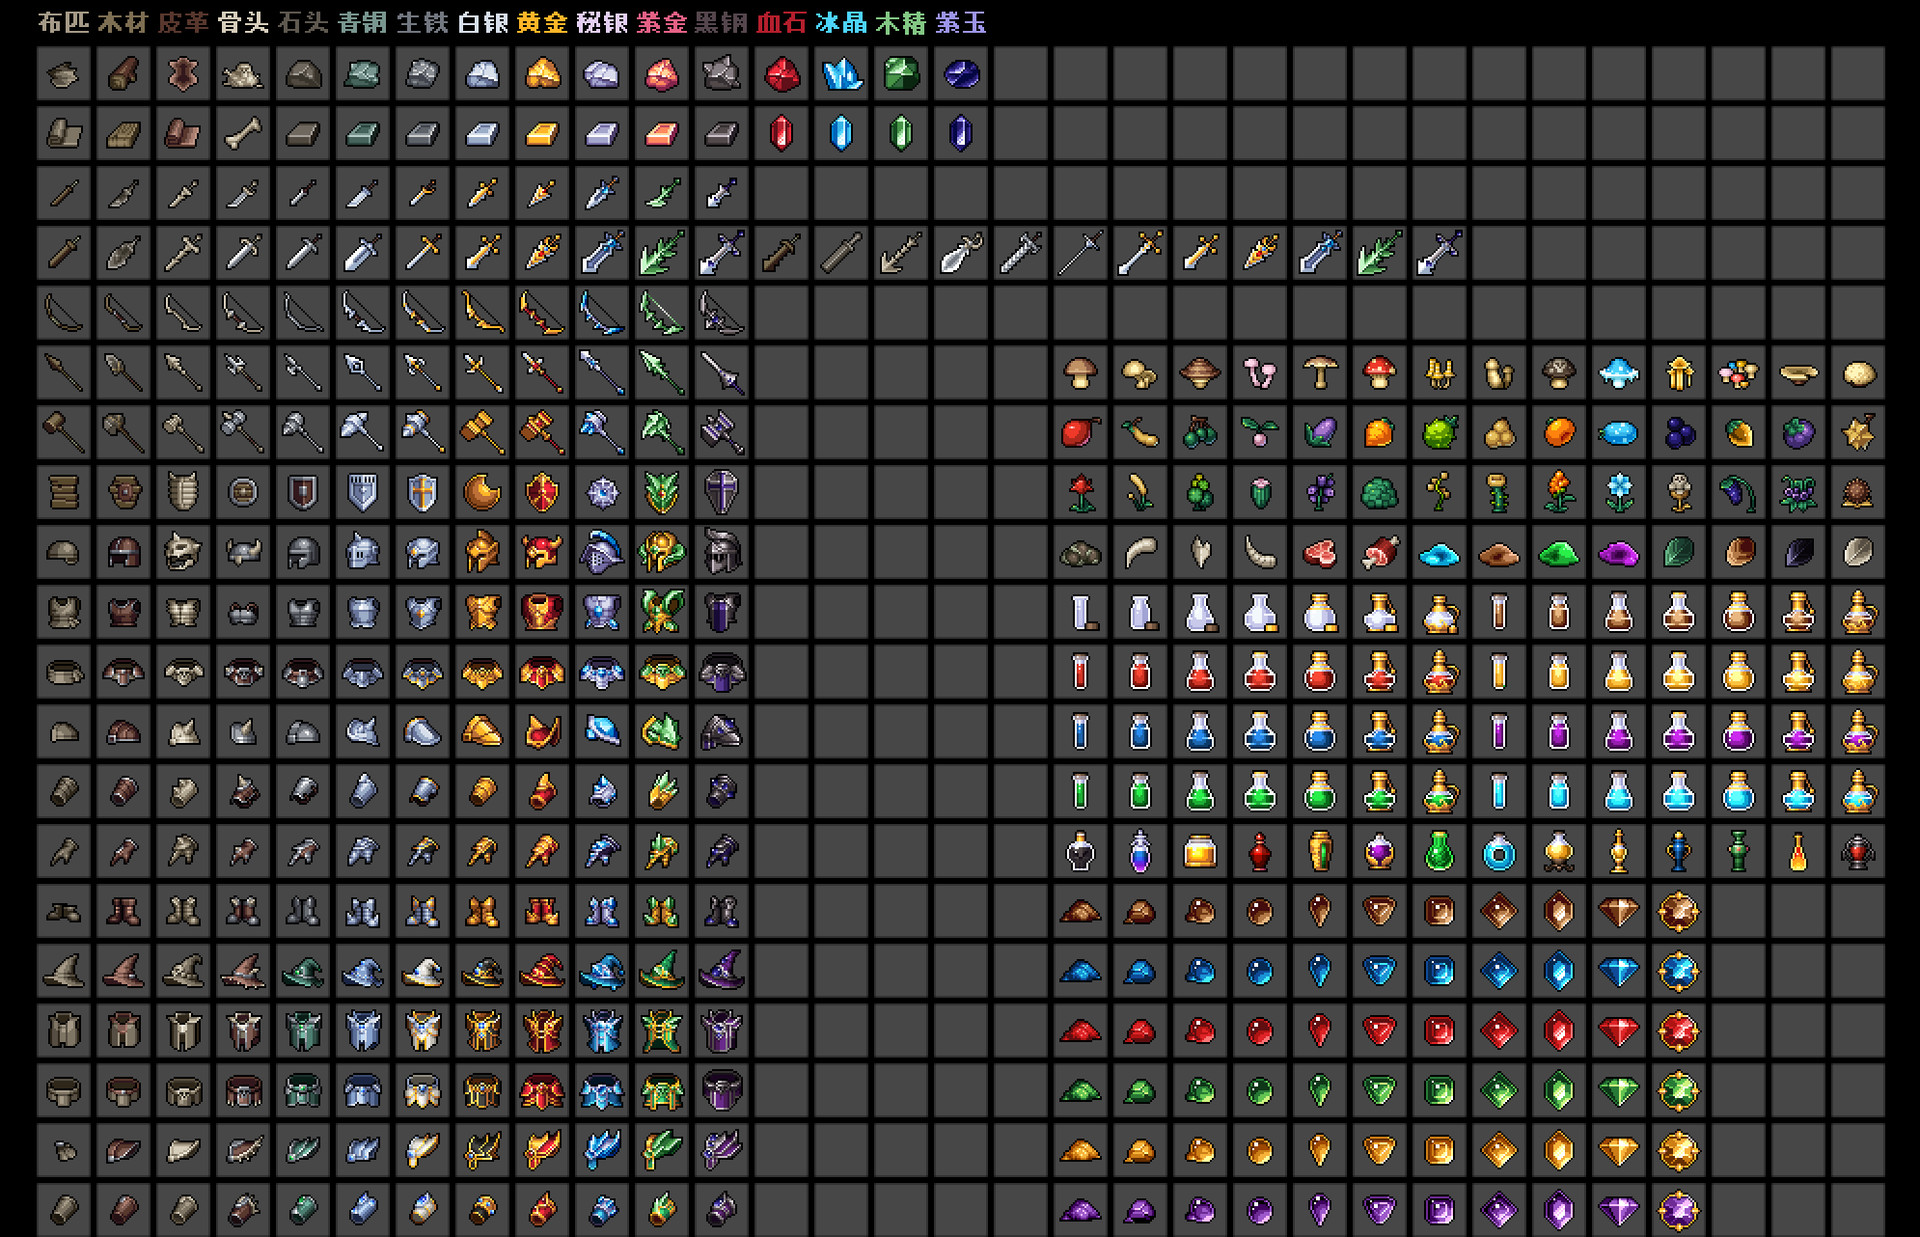 布匹 木材 皮革 骨头 石头 青铜 生铁 白银 黄金 秘银 紫金 黑钢 血石 冰晶 木精 紫玉